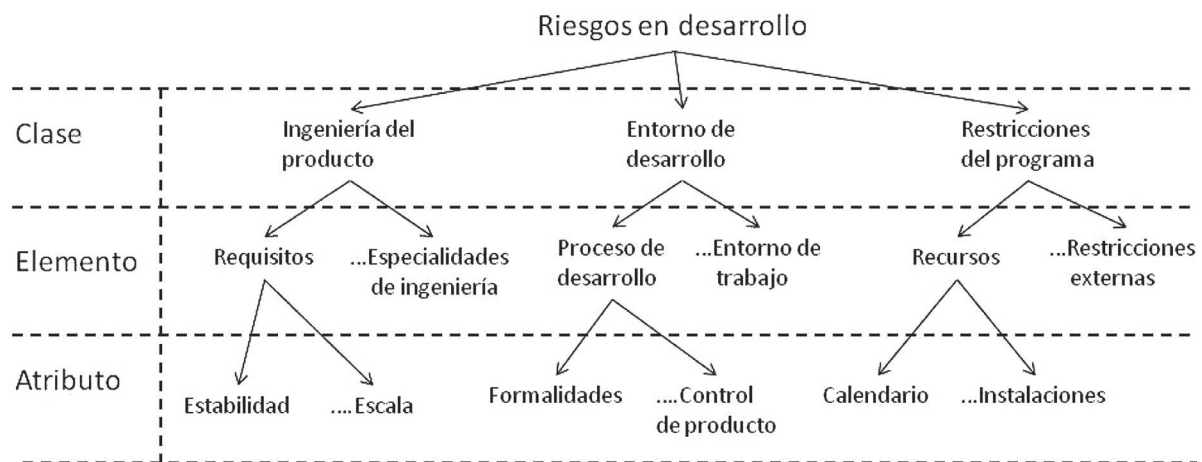 Riesgos en desarrollo
Clase
Ingeniería del
producto
Entorno de
desarrollo
Restricciones
del programa
Elemento
Requisitos
...Especialidades
de ingeniería
Proceso de
desarrollo
...Entorno de
trabajo
Recursos
...Restricciones
externas
Atributo
Estabilidad
....Escala
Formalidades
....Control
de producto
Calendario
...Instalaciones